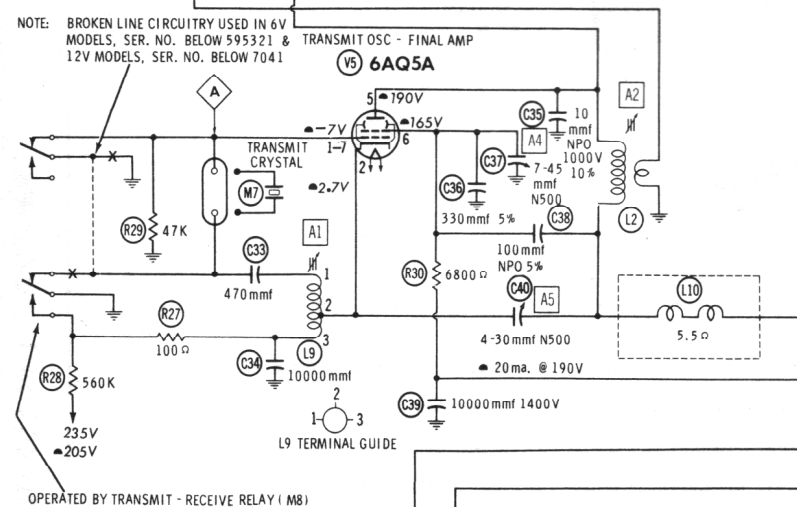 NOTE: BROKEN LINE CIRCUITRY USED IN 6V
MODELS, SER. NO. BELOW 595321 &
12V MODELS, SER. NO. BELOW 7041
TRANSMIT OSC - FINAL AMP
V5 6AQ5A
A
5
190V
-7V
1-7
165V
6
2
2.7V
TRANSMIT
CRYSTAL
M7
C35
10
mmf
NPO
1000V
10%
A2
A4
C37
7-45
mmf
N500
C36
330mmf 5%
C38
100mmf
NPO 5%
L2
R29
47K
C33
470mmf
A1
1
2
3
L9
R30
6800Ω
C40
A5
4-30mmf N500
L10
5.5Ω
R27
100Ω
C34
10000mmf
R28
560K
235V
205V
20ma. @ 190V
C39
10000mmf 1400V
2
1
3
L9 TERMINAL GUIDE
OPERATED BY TRANSMIT - RECEIVE RELAY (M8)